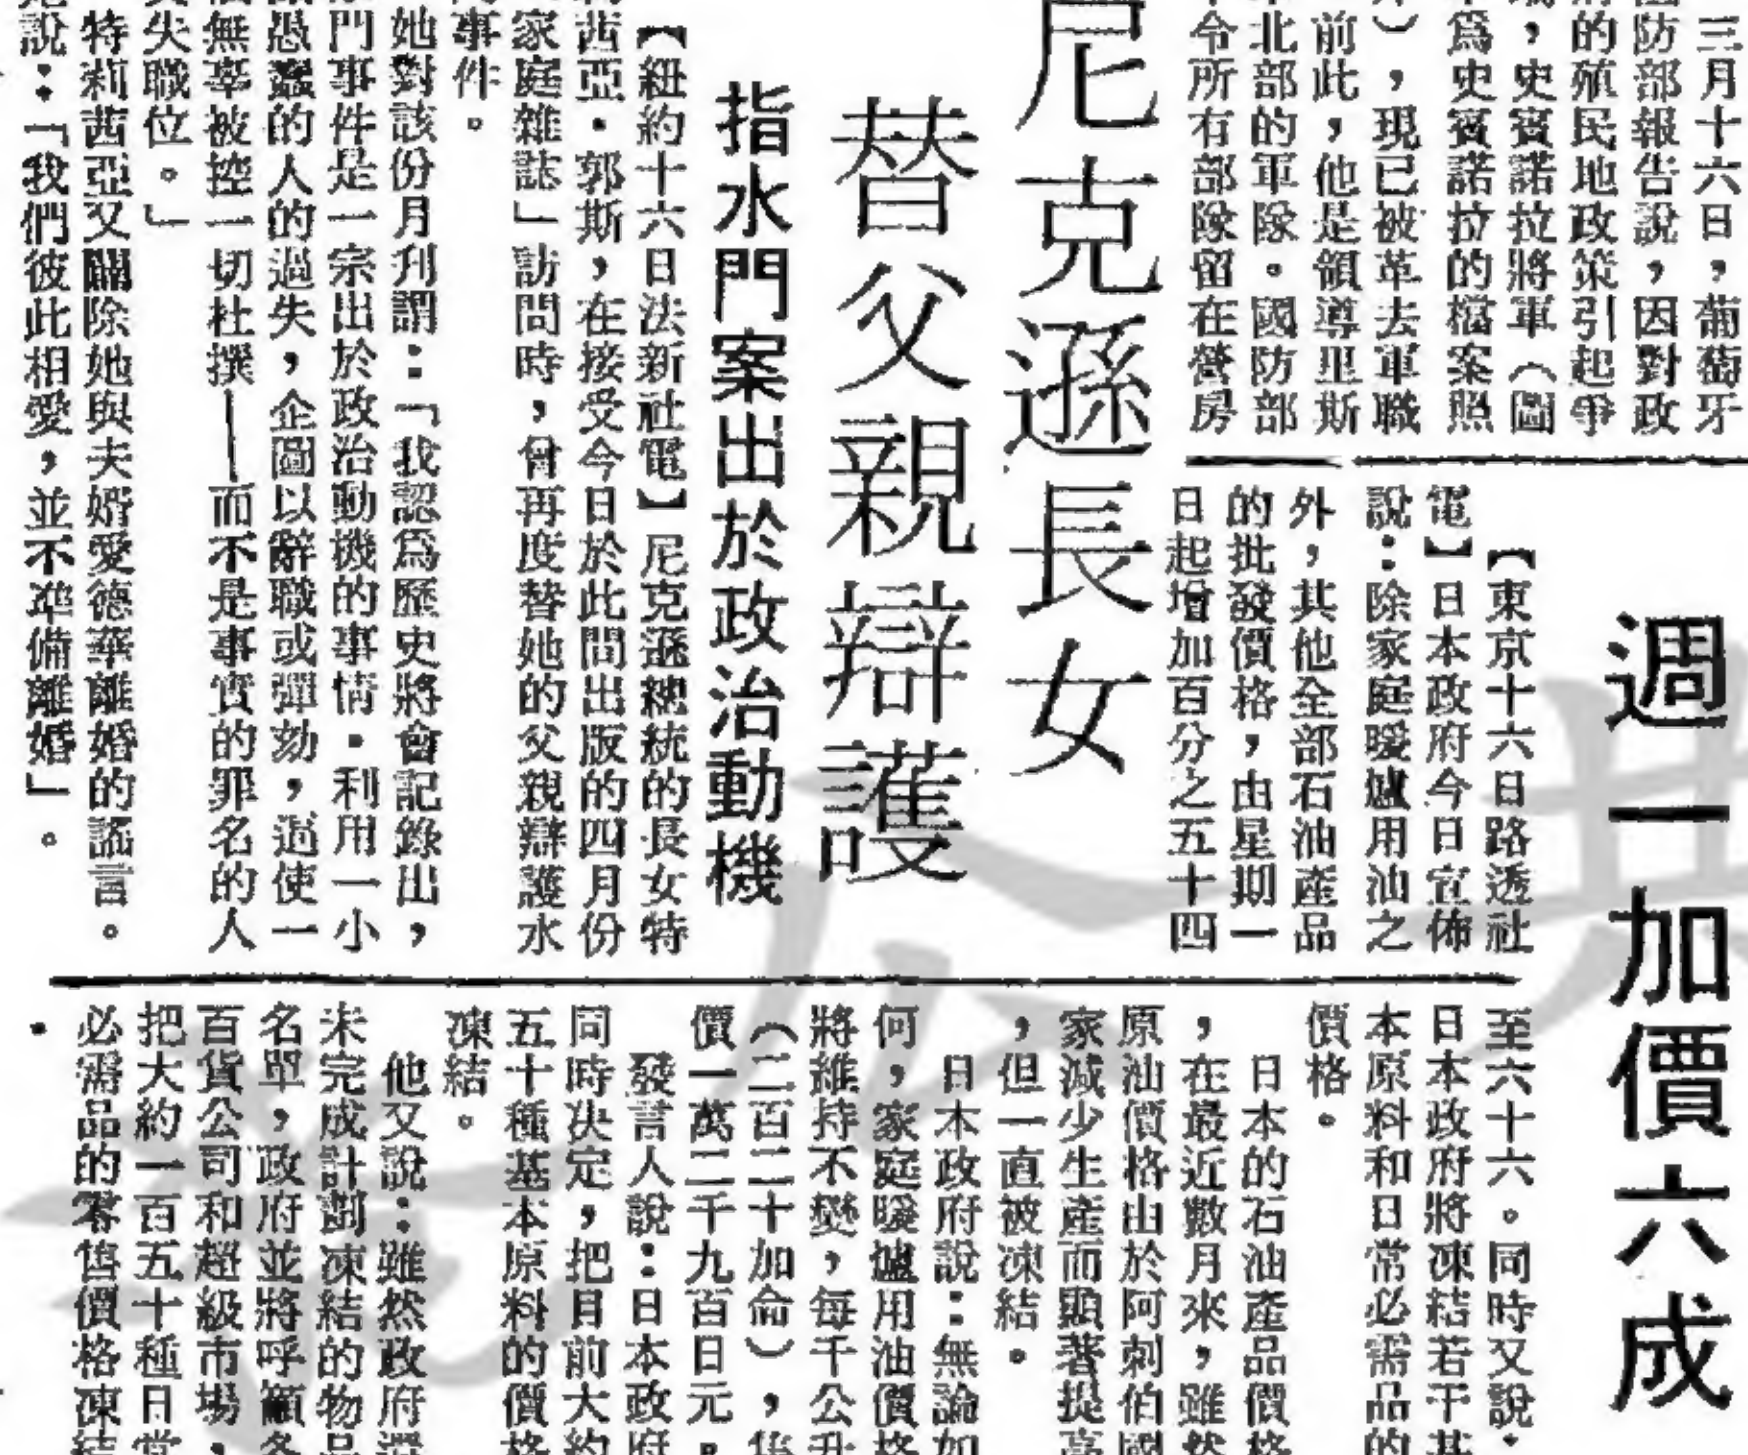 三月十六日，葡萄牙
國防部報告說，因對政
府的殖民地政策引起爭
，史賓諾拉將軍（圖
為史賓諾拉的檔案照
），現已被革去軍職
前此，他是領導里斯
北部的軍隊。國防部
令所有部隊留在營房
週一加價六成
【東京十六日路透社
電】日本政府今日宣佈
說：除家庭暖爐用油之
外，其他全部石油產品
的批發價格，由星期一
日起增加百分之五十四
至六十六。同時又說，
日本政府將凍結若干基
本原料和日常必需品的
價格。
日本的石油產品價格
，在最近數月來，雖然
原油價格由於阿剌伯國
家減少生產而顯著提高
，但一直被凍結。
日本政府說：無論如
何，家庭暖爐用油價格
將維持不變，每千公升
（二百二十加侖），售
價一萬二千九百日元。
發言人說：日本政府
同時決定，把目前大約
五十種基本原料的價格
凍結。
他又說：雖然政府還
未完成計劃凍結的物品
名單，政府並將呼籲各
百貨公司和超級市場，
把大約一百五十種日常
必需品的零售價格凍結
尼克遜長女
替父親辯護
指水門案出於政治動機
【紐約十六日法新社電】尼克遜總統的長女特
莉茜亞・郭斯，在接受今日於此間出版的四月份
家庭雜誌」訪問時，曾再度替她的父親辯護水
事件。
她對該份月刋謂：「我認為歷史將會記錄出，
門事件是一宗出於政治動機的事情・利用一小
愚蠢的人的過失，企圖以辭職或彈劾，迫使一
無辜被控一切杜撰——而不是事實的罪名的人
失職位。」
特莉茜亞又闢除她與夫婿愛德華離婚的謠言。
說：「我們彼此相愛，並不準備離婚」。